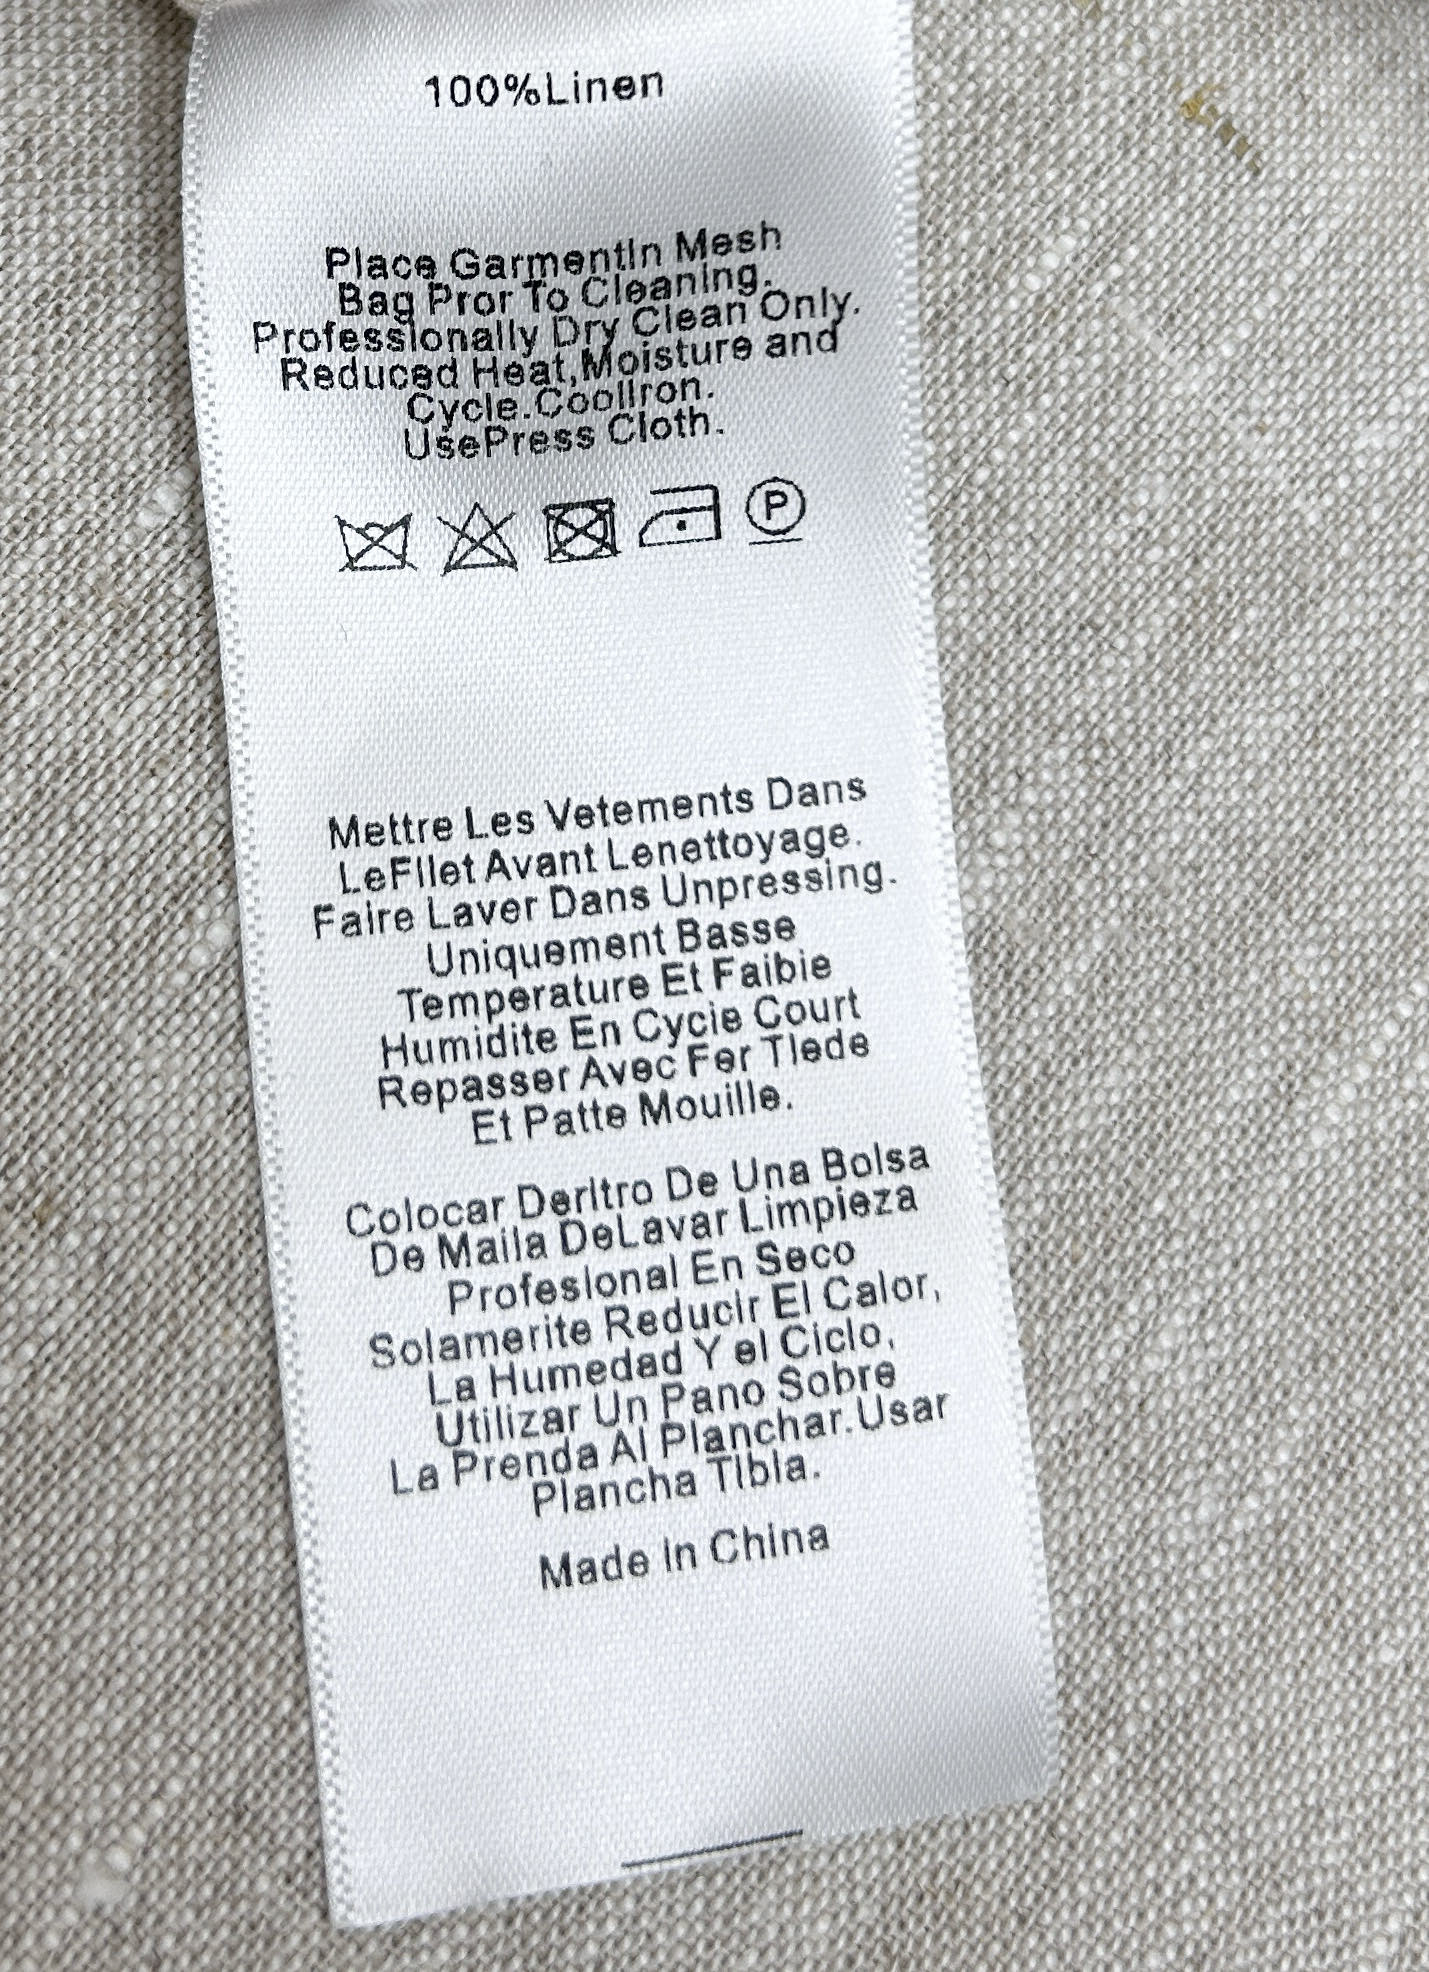 100%Linen
Place GarmentIn Mesh
Bag Pror To Cleaning.
Professionally Dry Clean Only.
Reduced Heat,Moisture and
Cycle.CoolIron.
UsePress Cloth.
P
Mettre Les Vetements Dans
LeFIlet Avant Lenettoyage.
Faire Laver Dans Unpressing.
Uniquement Basse
Temperature Et Faibie
Humidite En Cycie Court
Repasser Avec Fer TIede
Et Patte Mouille.
Colocar DerItro De Una Bolsa
De Maila DeLavar Limpieza
ProfesIonal En Seco
Solamerite Reducir El Calor,
La Humedad Y el Ciclo,
Utilizar Un Pano Sobre
La Prenda Al Planchar.Usar
Plancha TIbIa.
Made In China